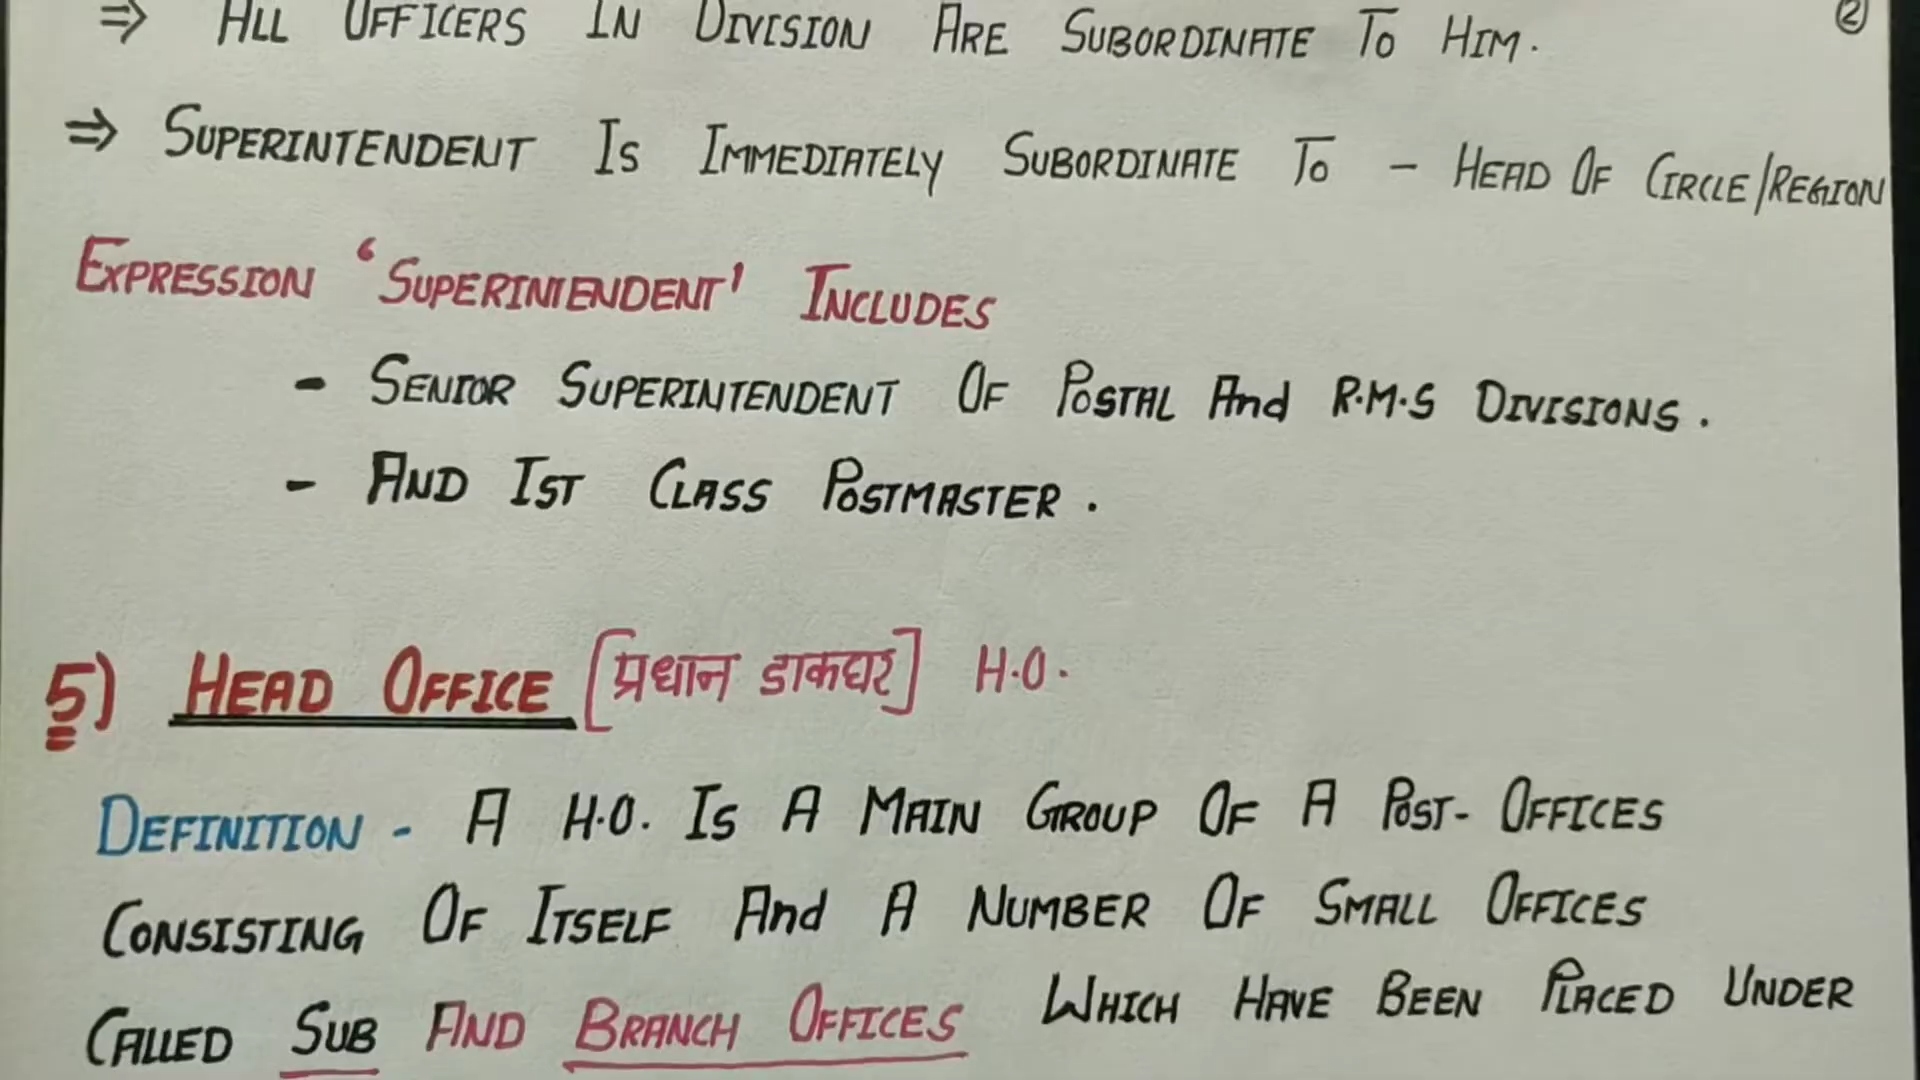 ②
⇒ ALL OFFICERS IN DIVISION ARE SUBORDINATE TO HIM.
⇒ SUPERINTENDENT IS IMMEDIATELY SUBORDINATE TO - HEAD OF CIRCLE/REGION
EXPRESSION 'SUPERINTENDENT' INCLUDES
- SENIOR SUPERINTENDENT OF POSTAL And R.M.S DIVISIONS.
- AND IST CLASS POSTMASTER.
5) HEAD OFFICE [प्रधान डाकघर] H.O.
DEFINITION - A H.O. IS A MAIN GROUP OF A POST-OFFICES
CONSISTING OF ITSELF And A NUMBER OF SMALL OFFICES
CALLED SUB AND BRANCH OFFICES WHICH HAVE BEEN PLACED UNDER